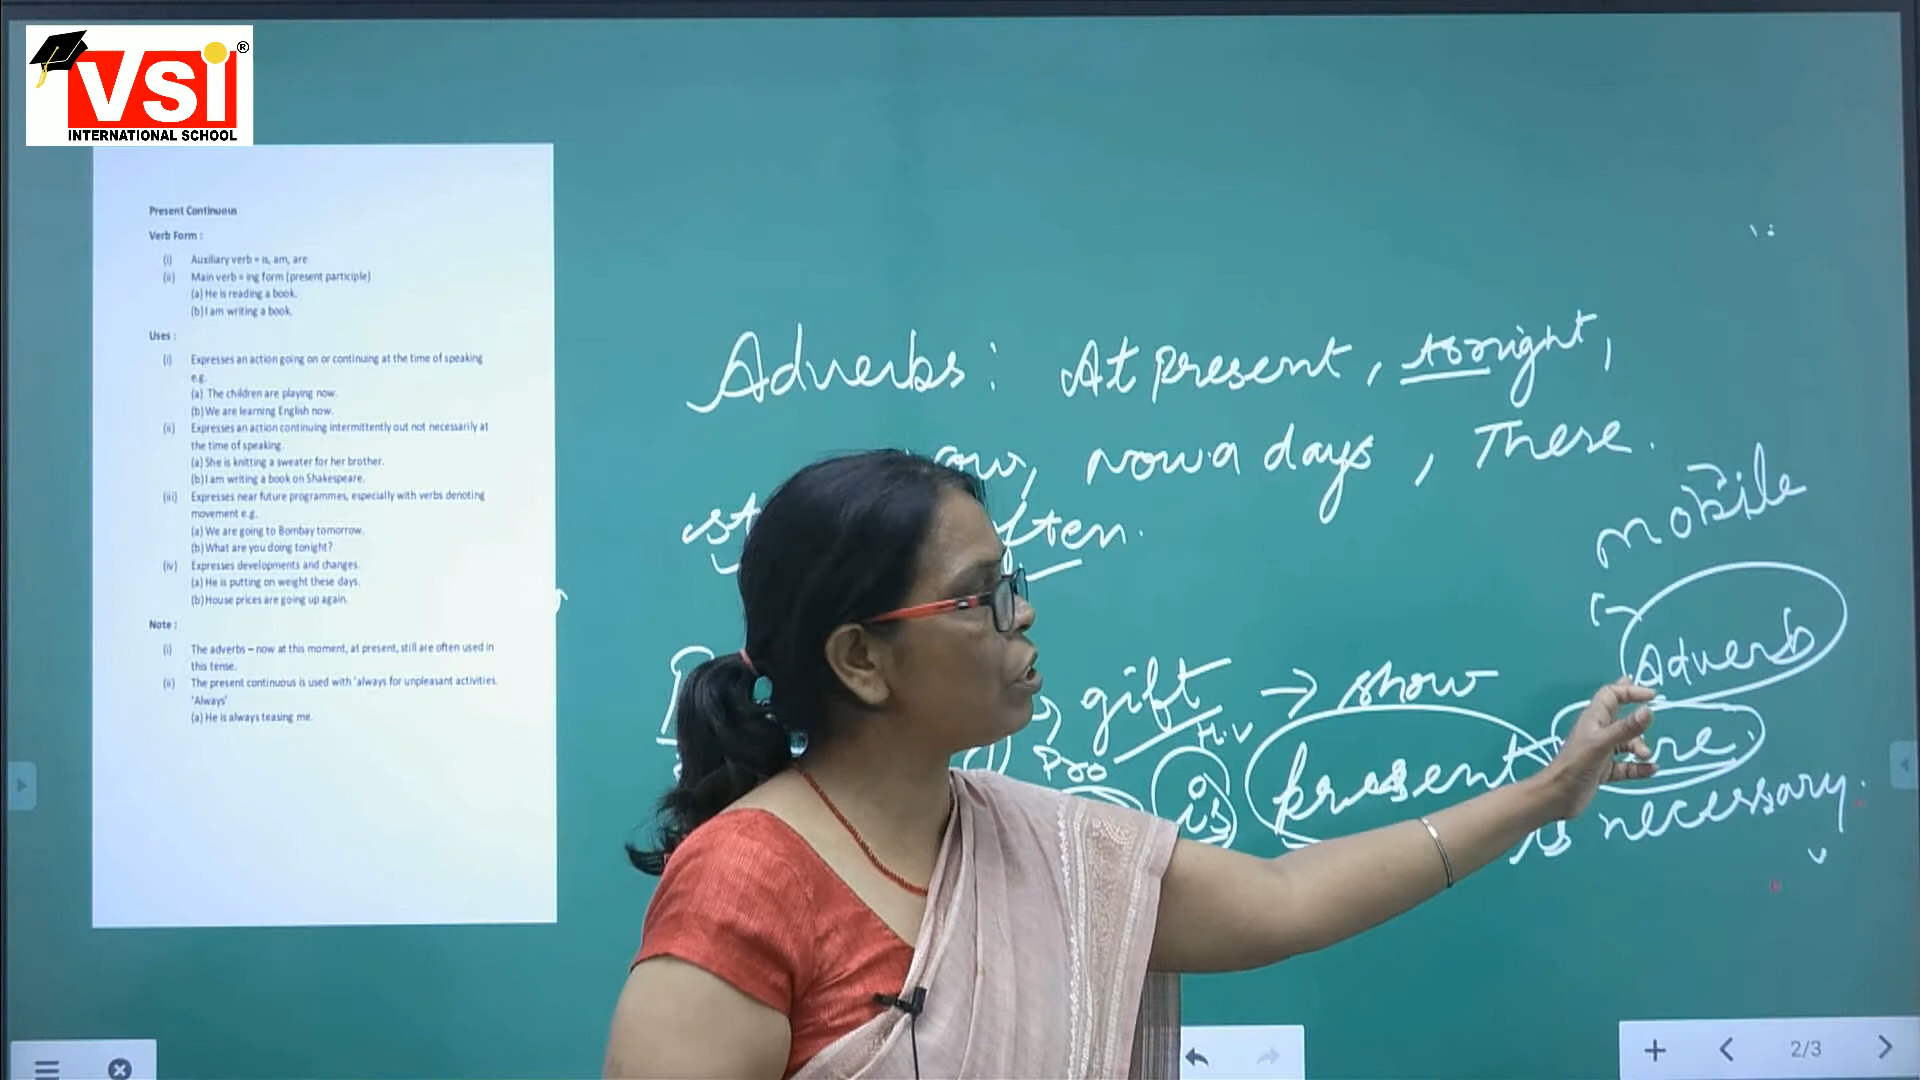 VSI®
INTERNATIONAL SCHOOL
Present Continuous
Verb Form :
(i) Auxiliary verb = is, am, are
(ii) Main verb = ing form (present participle)
(a) He is reading a book.
(b) I am writing a book.
Uses :
(i) Expresses an action going on or continuing at the time of speaking
e.g.
(a) The children are playing now.
(b) We are learning English now.
(ii) Expresses an action continuing intermittently out not necessarily at
the time of speaking.
(a) She is knitting a sweater for her brother.
(b) I am writing a book on Shakespeare.
(iii) Expresses near future programmes, especially with verbs denoting
movement e.g.
(a) We are going to Bombay tomorrow.
(b) What are you doing tonight?
(iv) Expresses developments and changes.
(a) He is putting on weight these days.
(b) House prices are going up again.
Note :
(i) The adverbs – now at this moment, at present, still are often used in
this tense.
(ii) The present continuous is used with 'always for unpleasant activities.
'Always'
(a) He is always teasing me.
Adverbs : At present, tonight,
nowa days, These.
often.
mobile
Adverb
gift → show
H.V
is present
is necessary.
2/3